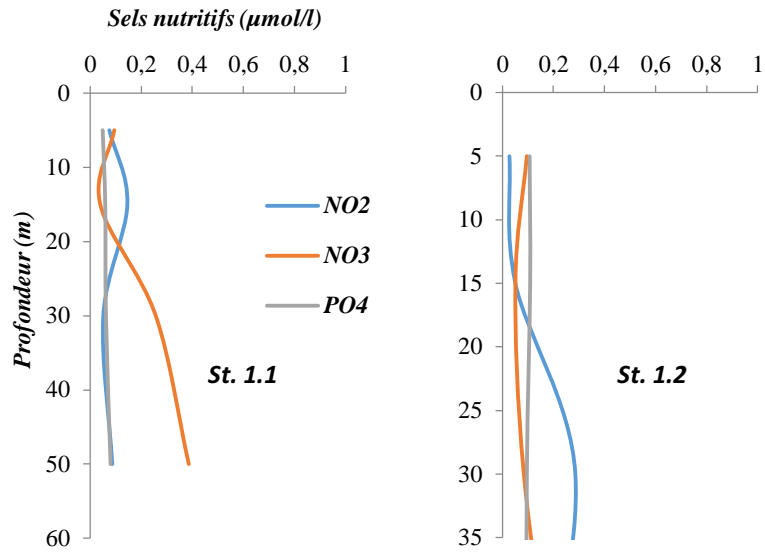 Sels nutritifs (µmol/l)
0 0,2 0,4 0,6 0,8 1
0
10
20
30
40
50
60
Profondeur (m)
NO2
NO3
PO4
St. 1.1
0 0,2 0,4 0,6 0,8 1
0
5
10
15
20
25
30
35
St. 1.2